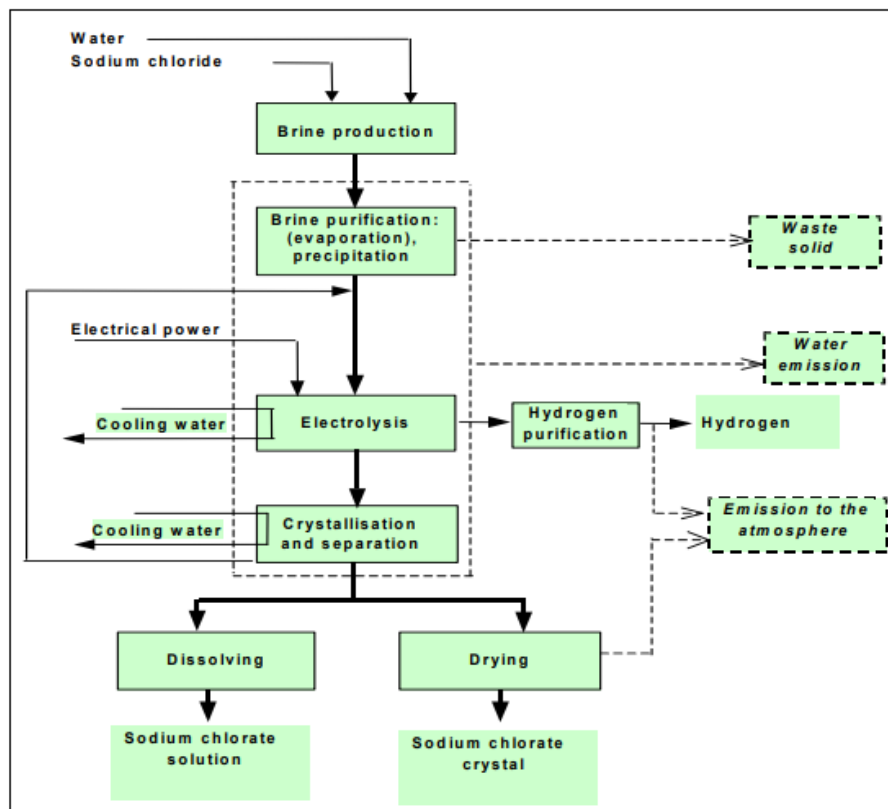 Water
Sodium chloride
Brine production
Brine purification:
(evaporation),
precipitation
Waste
solid
Electrical power
Water
emission
Cooling water
Electrolysis
Hydrogen
purification
Hydrogen
Cooling water
Crystallisation
and separation
Emission to the
atmosphere
Dissolving
Drying
Sodium chlorate
solution
Sodium chlorate
crystal